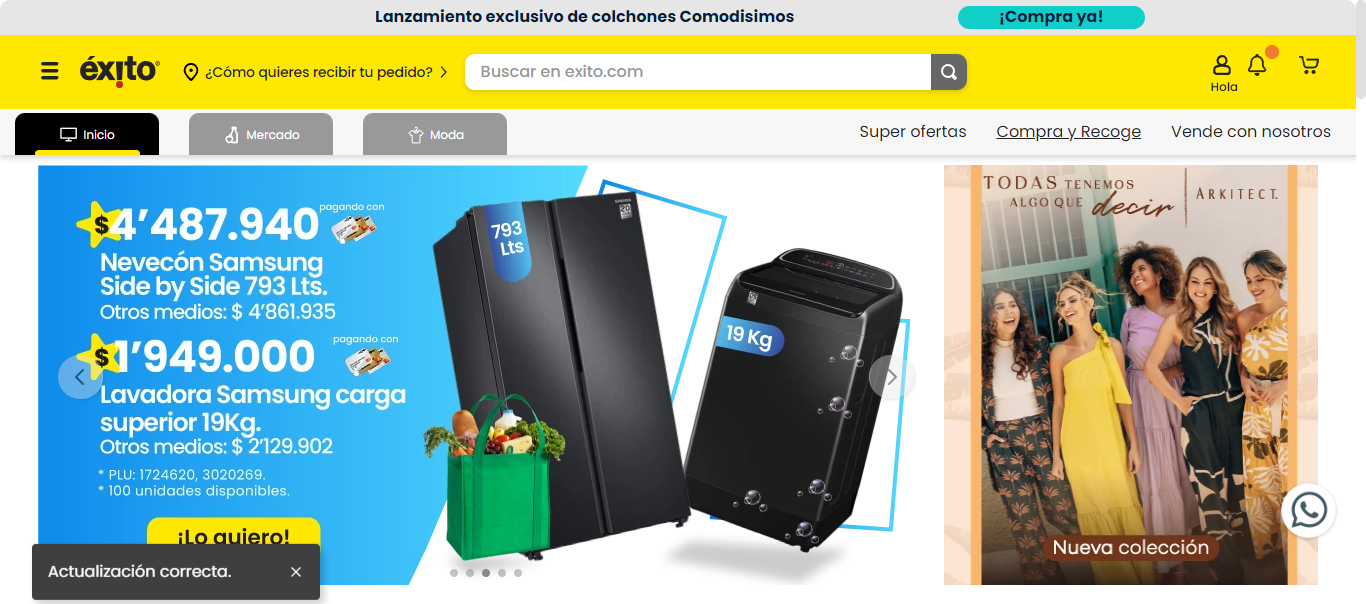 Lanzamiento exclusivo de colchones Comodisimos
¡Compra ya!
éxito
¿Cómo quieres recibir tu pedido?
Buscar en exito.com
Hola
Inicio
Mercado
Moda
Super ofertas
Compra y Recoge
Vende con nosotros
$4’487.940
pagando con
Nevecón Samsung
Side by Side 793 Lts.
Otros medios: $ 4’861.935
$1’949.000
pagando con
Lavadora Samsung carga
superior 19Kg.
Otros medios: $ 2’129.902
* PLU: 1724620, 3020269.
* 100 unidades disponibles.
¡Lo quiero!
793
Lts
SAMSUNG
20
19 Kg
TODAS TENEMOS
ALGO QUE decir
ARKITECT.
Nueva colección
Actualización correcta.